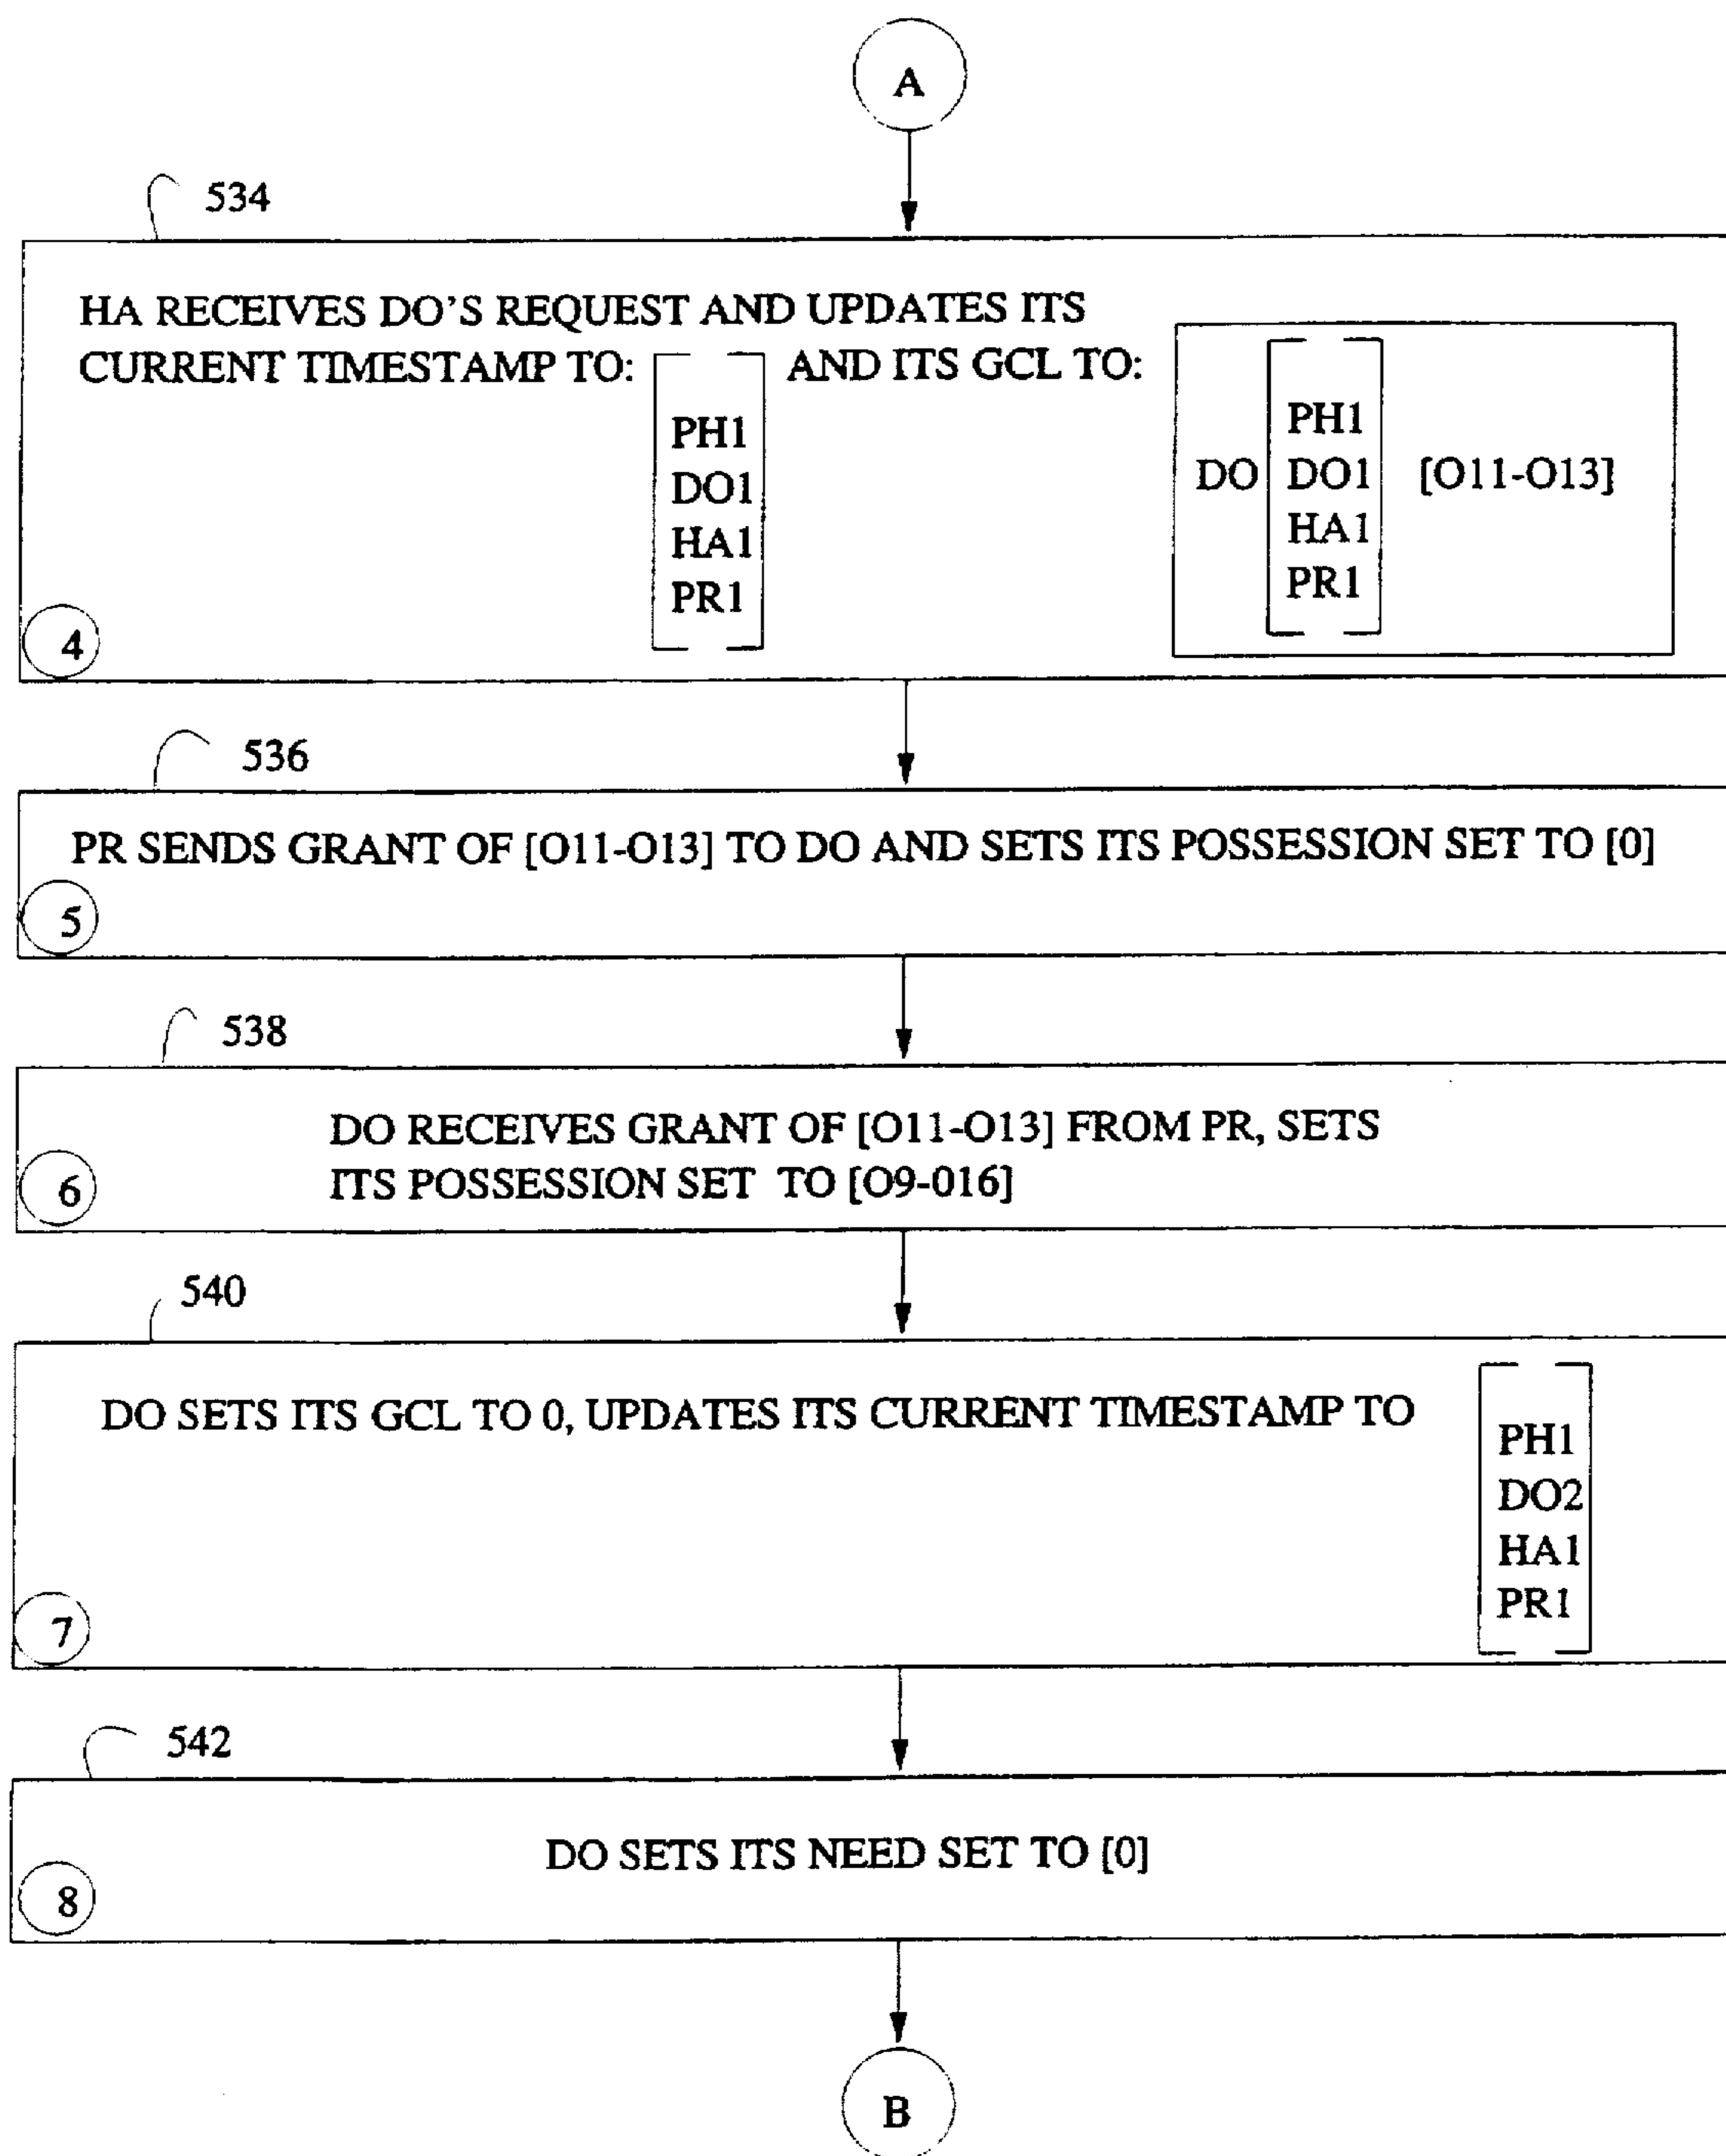 A
534
HA RECEIVES DO'S REQUEST AND UPDATES ITS
CURRENT TIMESTAMP TO:
PH1
DO1
HA1
PR1
AND ITS GCL TO:
DO
PH1
DO1
HA1
PR1
[O11-O13]
4
536
PR SENDS GRANT OF [O11-O13] TO DO AND SETS ITS POSSESSION SET TO [0]
5
538
DO RECEIVES GRANT OF [O11-O13] FROM PR, SETS
ITS POSSESSION SET TO [O9-016]
6
540
DO SETS ITS GCL TO 0, UPDATES ITS CURRENT TIMESTAMP TO
PH1
DO2
HA1
PR1
7
542
DO SETS ITS NEED SET TO [0]
8
B